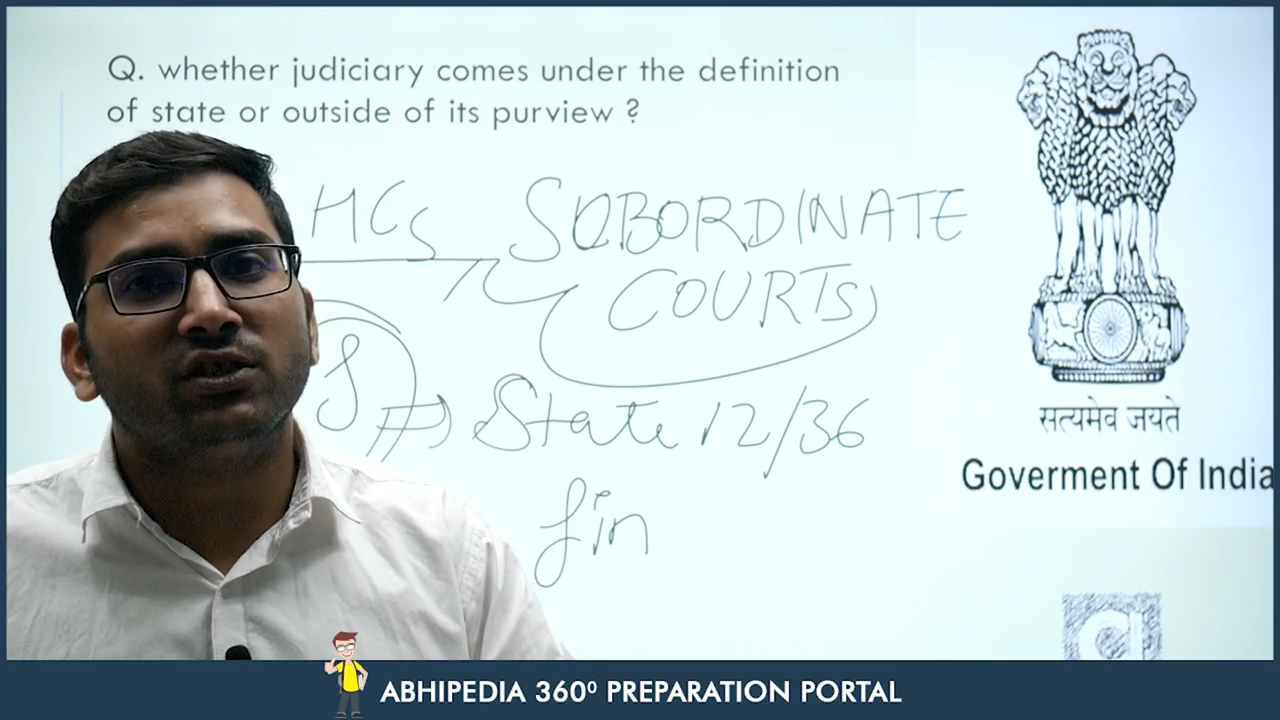 Q. whether judiciary comes under the definition
of state or outside of its purview ?
HCs SUBORDINATE
COURTS
State 12/36
सत्यमेव जयते
Goverment Of India
ABHIPEDIA 360⁰ PREPARATION PORTAL